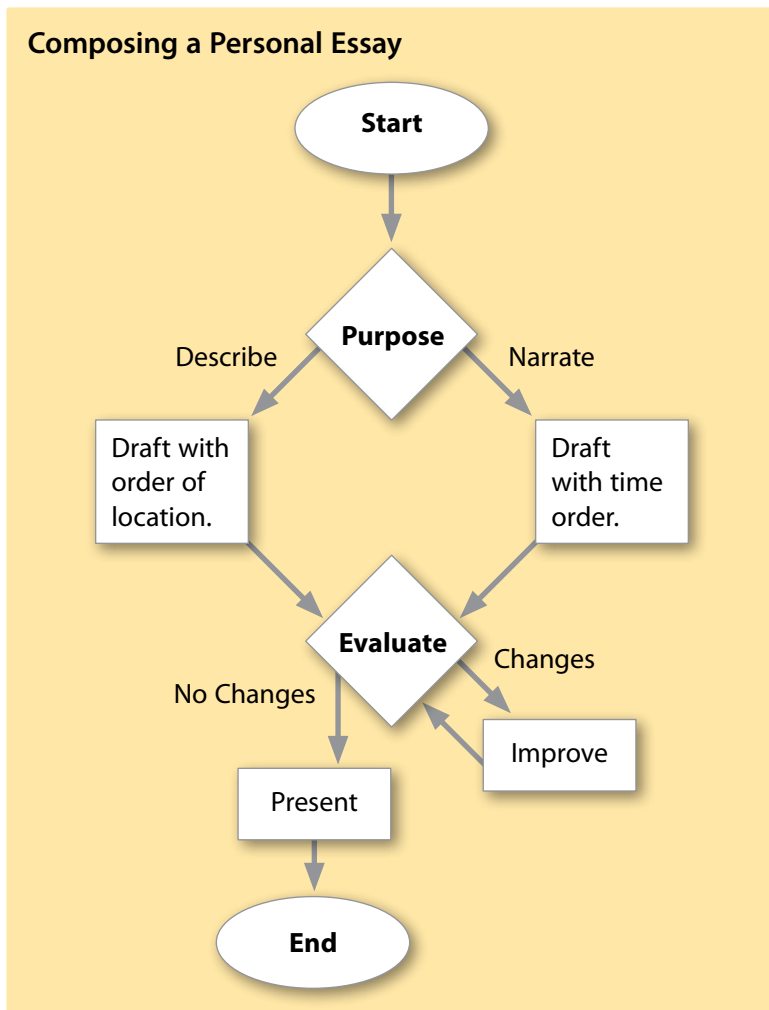 Composing a Personal Essay
Start
Purpose
Describe
Narrate
Draft with
order of
location.
Draft
with time
order.
Evaluate
Changes
No Changes
Improve
Present
End